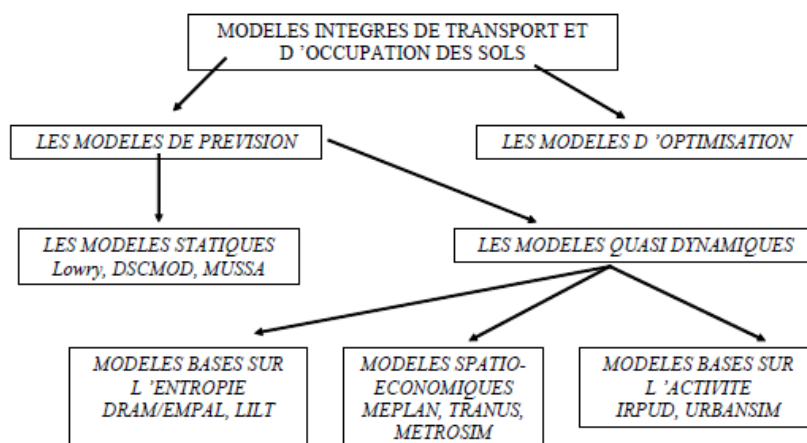 MODELES INTEGRES DE TRANSPORT ET
D ’OCCUPATION DES SOLS
LES MODELES DE PREVISION
LES MODELES D ’OPTIMISATION
LES MODELES STATIQUES
Lowry, DSCMOD, MUSSA
LES MODELES QUASI DYNAMIQUES
MODELES BASES SUR
L ’ENTROPIE
DRAM/EMPAL, LILT
MODELES SPATIO-
ECONOMIQUES
MEPLAN, TRANUS,
METROSIM
MODELES BASES SUR
L ’ACTIVITE
IRPUD, URBANSIM